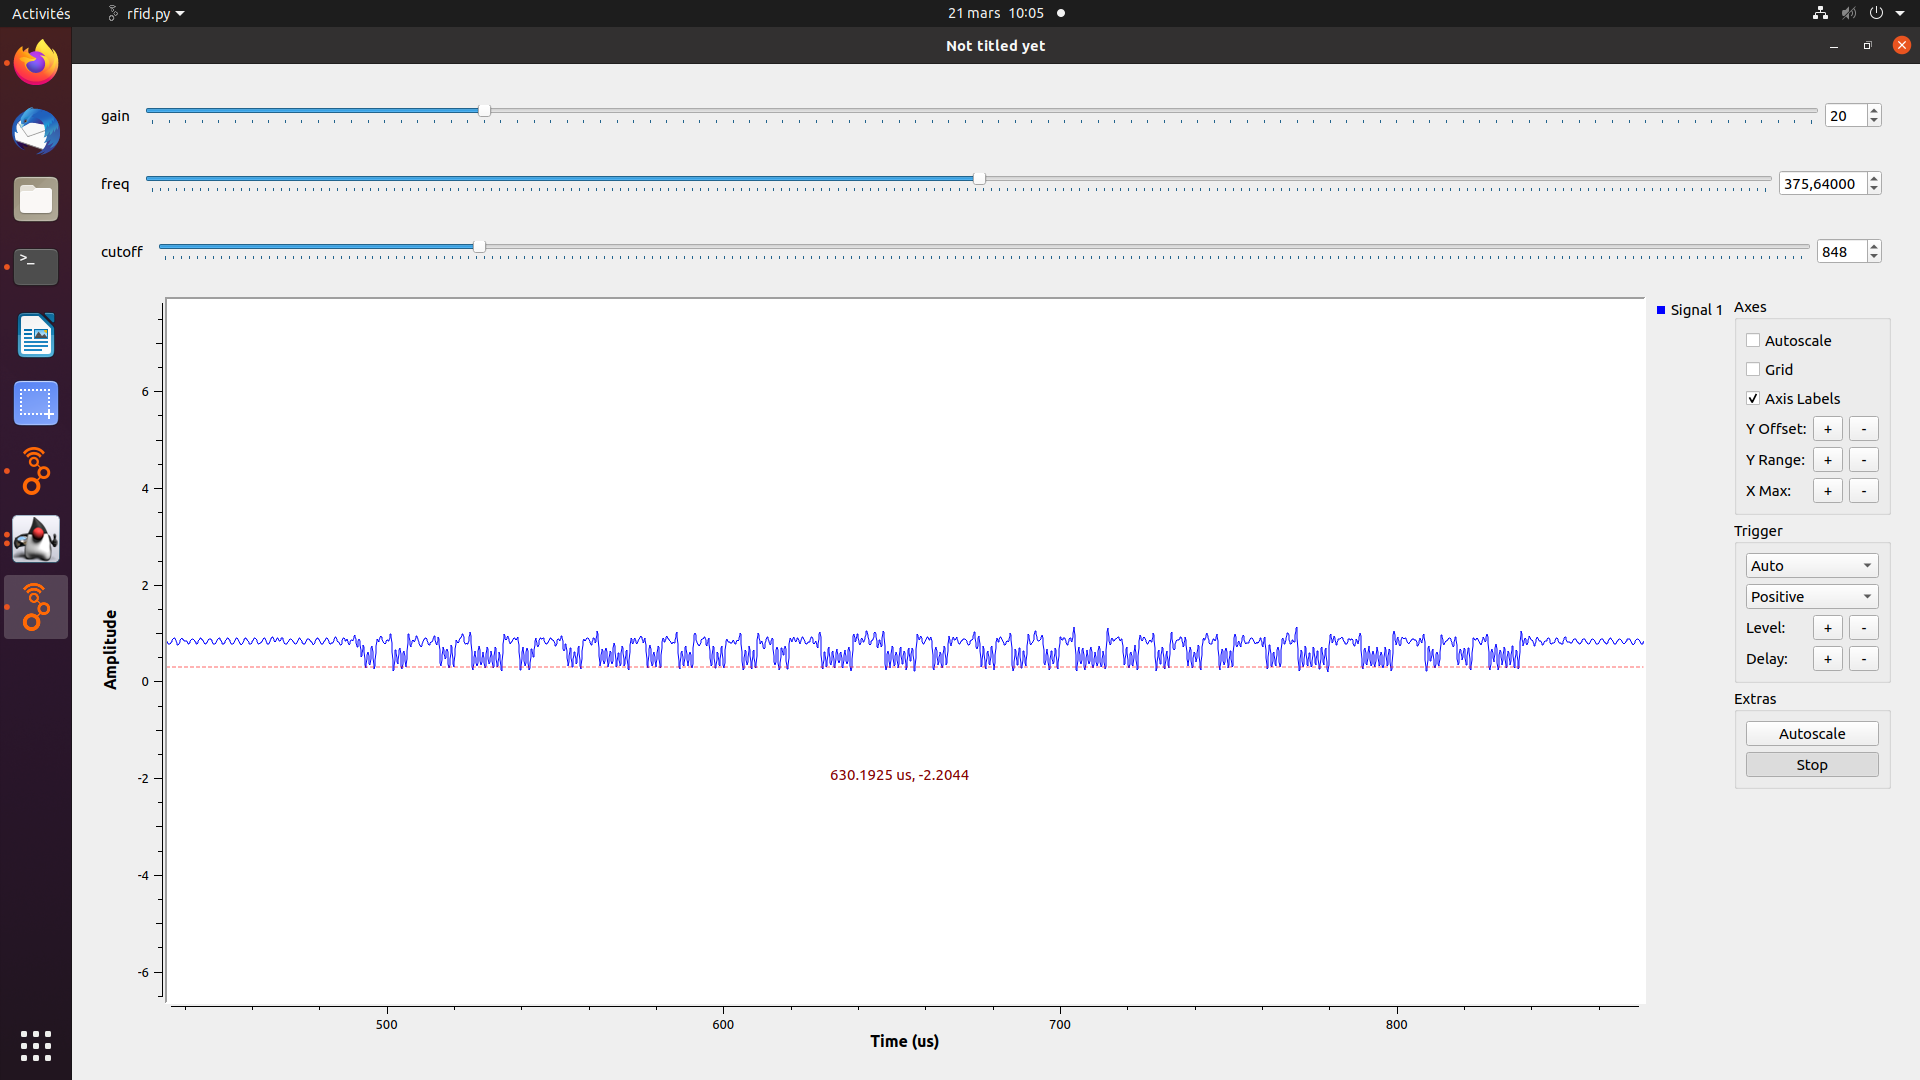 Activités rfid.py 21 mars 10:05
Not titled yet
gain 20
freq 375,64000
cutoff 848
Signal 1
Axes
Autoscale
Grid
Axis Labels
Y Offset: + -
Y Range: + -
X Max: + -
Trigger
Auto
Positive
Level: + -
Delay: + -
Extras
Autoscale
Stop
Amplitude
6
4
2
0
-2
-4
-6
630.1925 us, -2.2044
500 600 700 800
Time (us)
>_